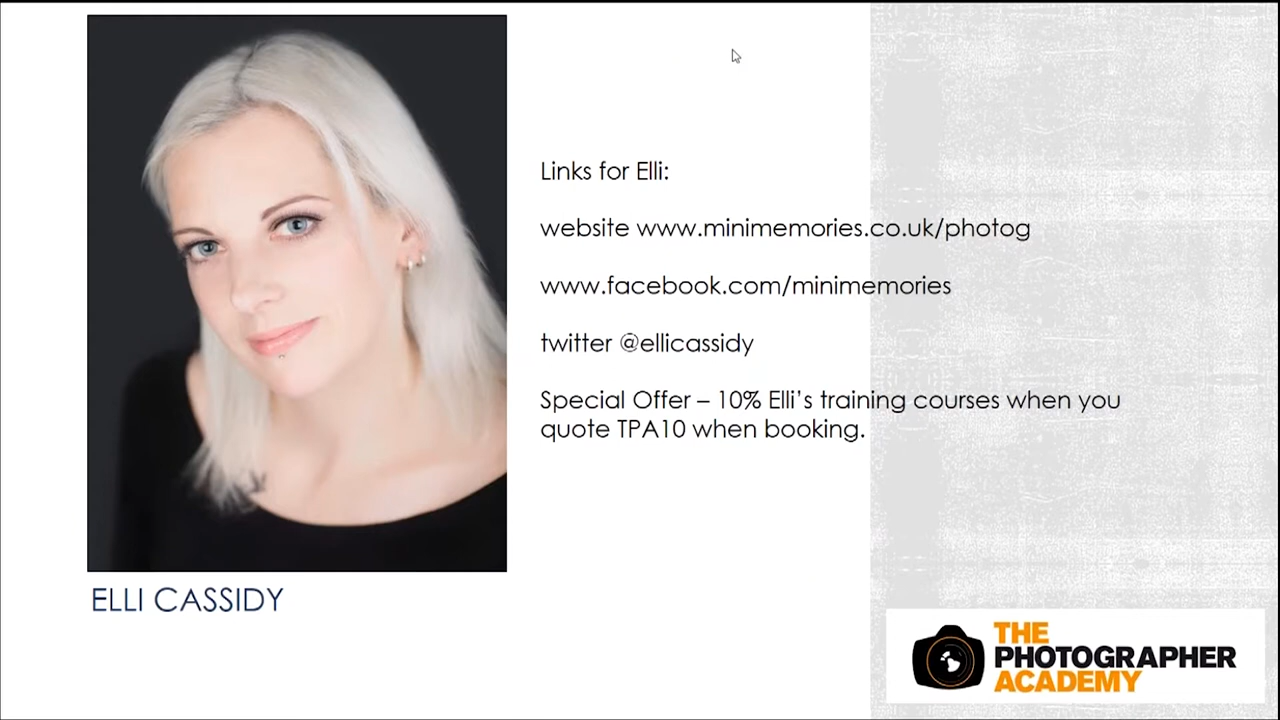 Links for Elli:
website www.minimemories.co.uk/photog
www.facebook.com/minimemories
twitter @ellicassidy
Special Offer – 10% Elli's training courses when you
quote TPA10 when booking.
ELLI CASSIDY
THE
PHOTOGRAPHER
ACADEMY